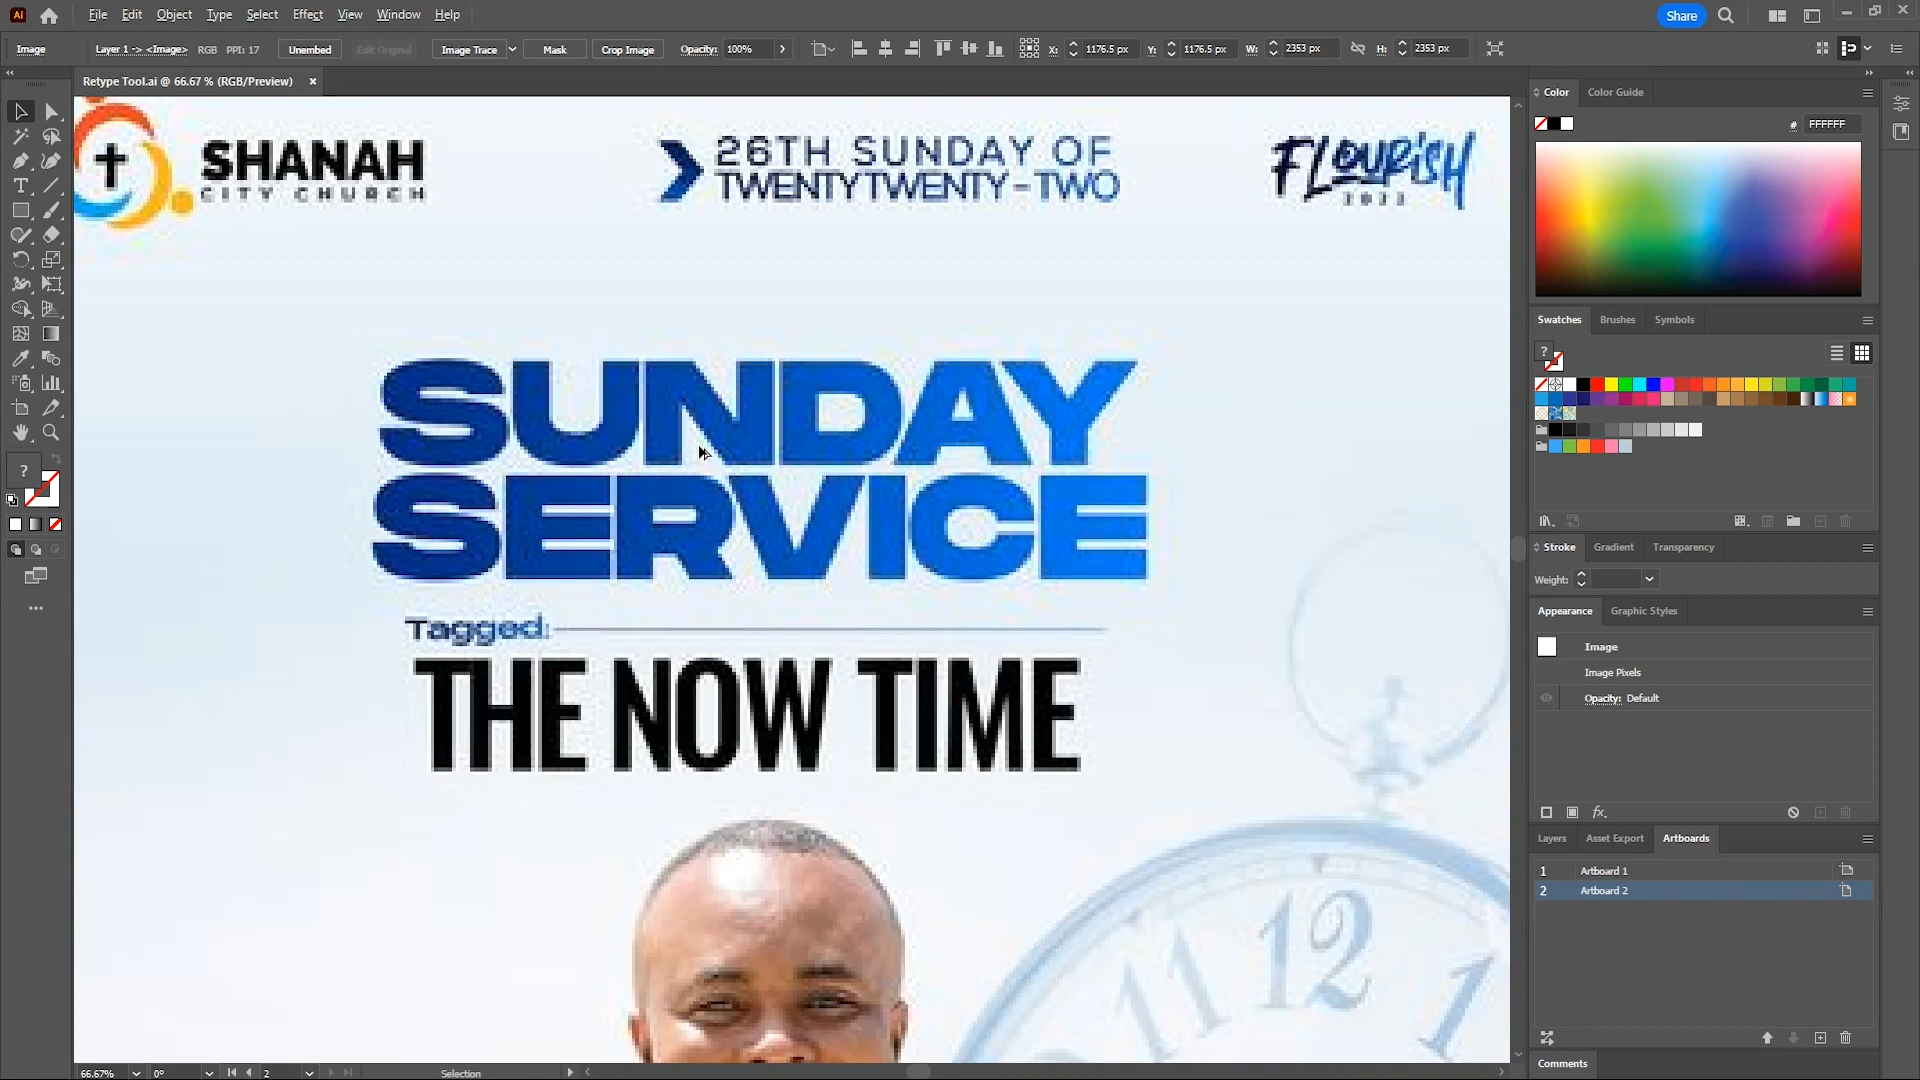 Ai File Edit Object Type Select Effect View Window Help Share
Image Layer 1 -> <Image> RGB PPI: 17 Unembed Edit Original Image Trace Mask Crop Image Opacity: 100% X: 1176.5 px Y: 1176.5 px W: 2353 px H: 2353 px
Retype Tool.ai @ 66.67 % (RGB/Preview)
SHANAH
CITY CHURCH
26TH SUNDAY OF
TWENTYTWENTY-TWO
FLOURISH
2022
SUNDAY
SERVICE
Tagged:
THE NOW TIME
11 12 1
Color Color Guide
# FFFFFF
Swatches Brushes Symbols
?
Stroke Gradient Transparency
Weight:
Appearance Graphic Styles
Image
Image Pixels
Opacity: Default
fx
Layers Asset Export Artboards
1 Artboard 1
2 Artboard 2
Comments
?
66.67% 0° 2 Selection